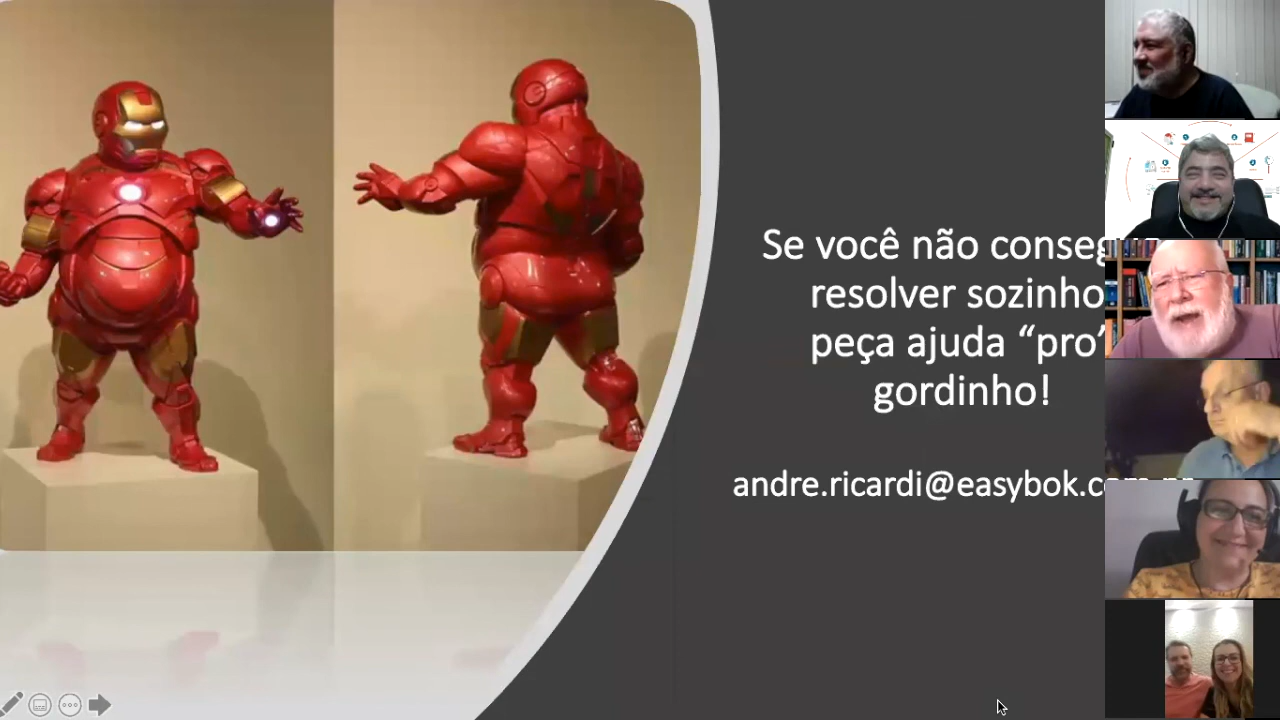 Se você não conseg
resolver sozinho
peça ajuda “pro”
gordinho!
andre.ricardi@easybok.c